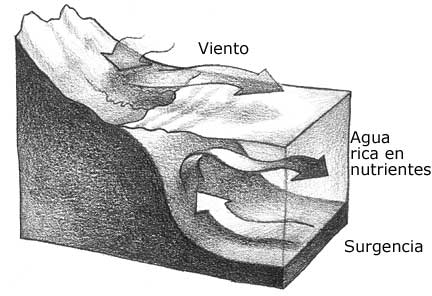 Viento
Agua
rica en
nutrientes
Surgencia